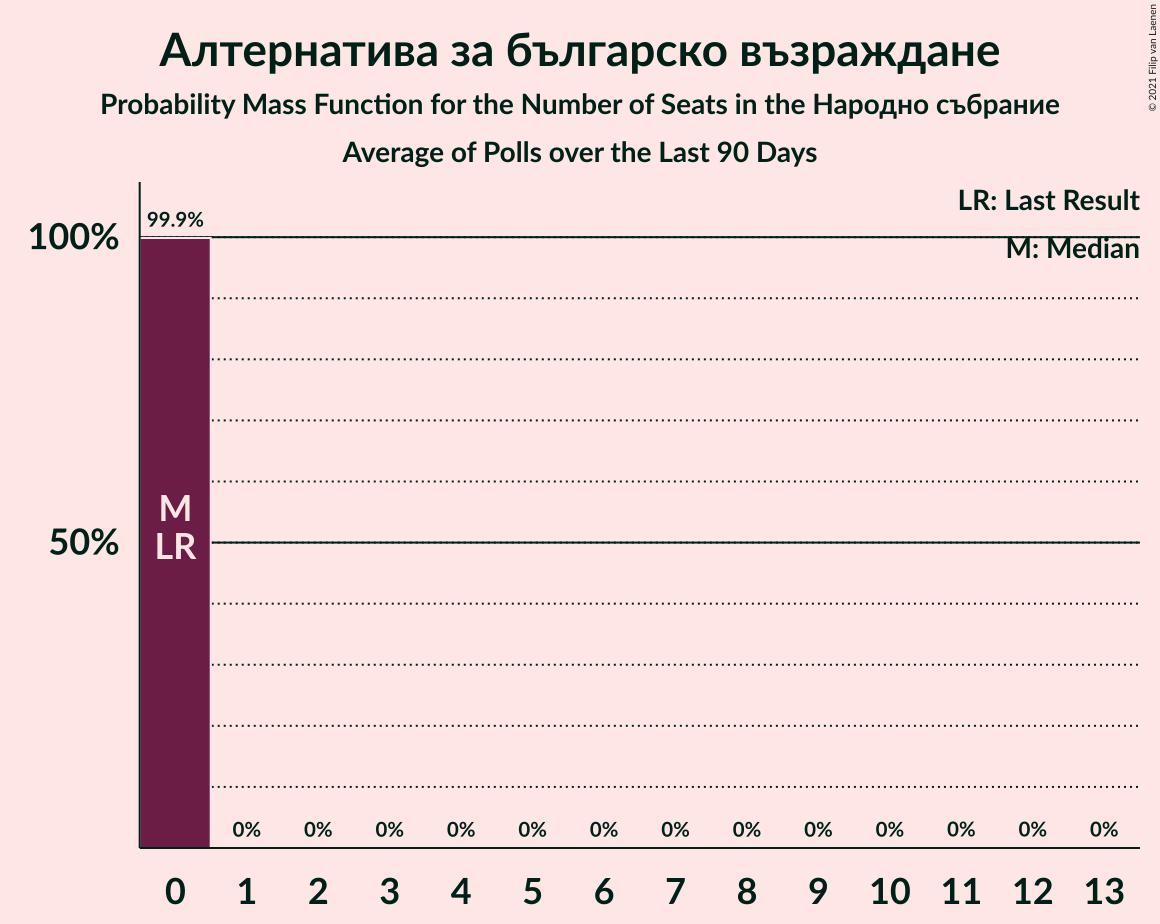 Алтернатива за българско възраждане
Probability Mass Function for the Number of Seats in the Народно събрание
Average of Polls over the Last 90 Days
© 2021 Filip van Laenen
LR: Last Result
M: Median
99.9%
100%
50%
M
LR
0% 0% 0% 0% 0% 0% 0% 0% 0% 0% 0% 0% 0%
0 1 2 3 4 5 6 7 8 9 10 11 12 13